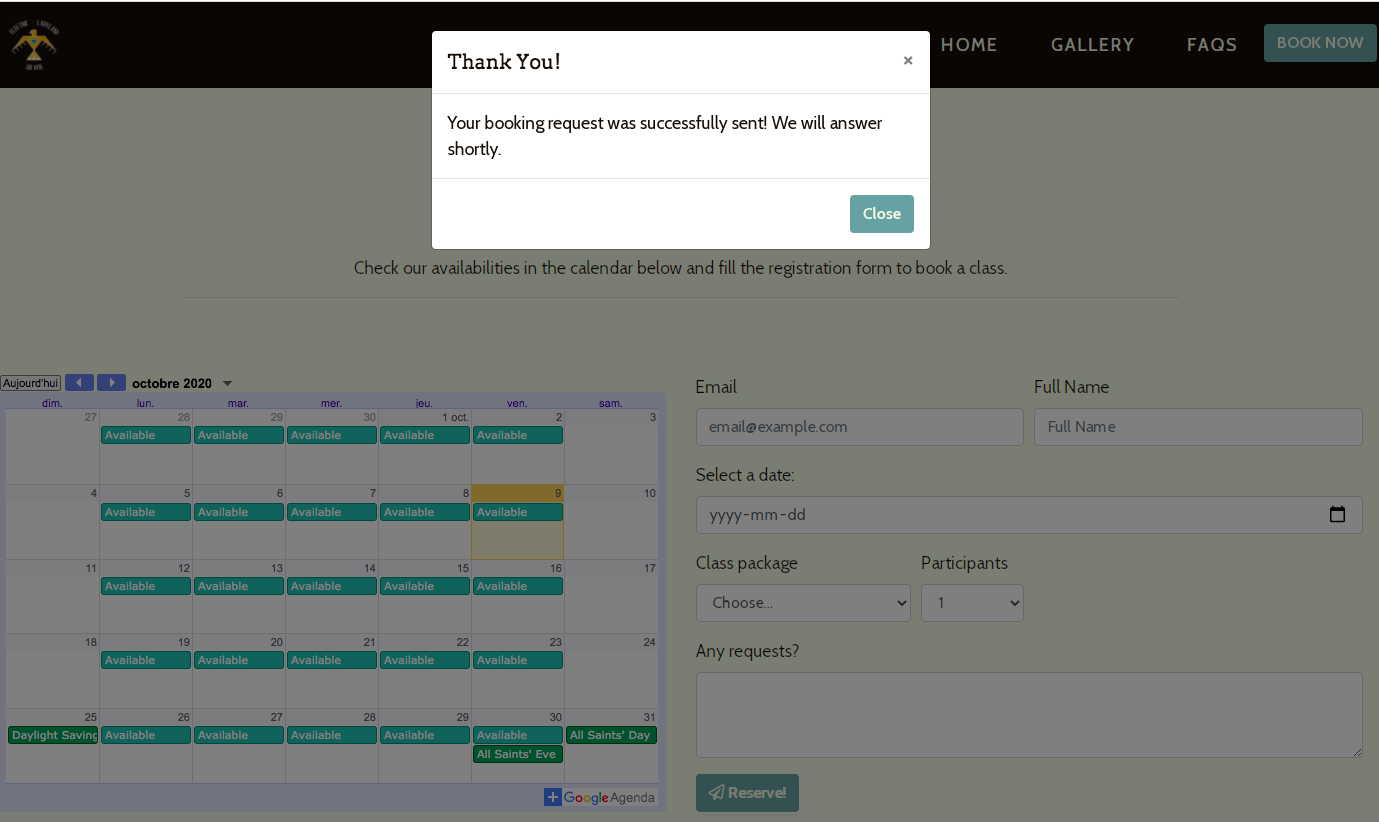 HOME GALLERY FAQS BOOK NOW
Thank You!
×
Your booking request was successfully sent! We will answer
shortly.
Close
Check our availabilities in the calendar below and fill the registration form to book a class.
Aujourd'hui octobre 2020
dim. lun. mar. mer. jeu. ven. sam.
27 28 29 30 1 oct. 2 3
Available Available Available Available Available
4 5 6 7 8 9 10
Available Available Available Available Available
11 12 13 14 15 16 17
Available Available Available Available Available
18 19 20 21 22 23 24
Available Available Available Available Available
25 26 27 28 29 30 31
Daylight Saving Available Available Available Available Available All Saints' Day
All Saints' Eve
Google Agenda
Email Full Name
email@example.com Full Name
Select a date:
yyyy-mm-dd
Class package Participants
Choose... 1
Any requests?
Reserve!